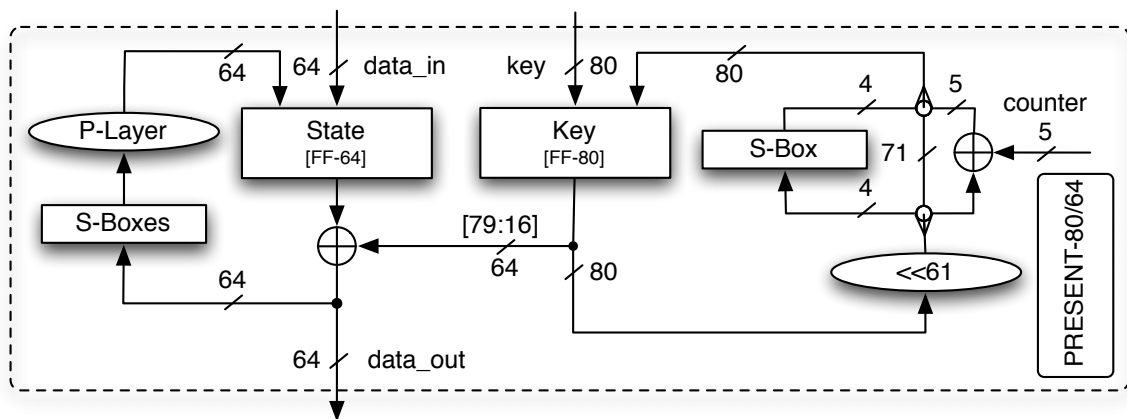 64
64
data_in
key
80
80
4
5
counter
P-Layer
State
[FF-64]
Key
[FF-80]
S-Box
71
5
4
S-Boxes
[79:16]
64
80
<<61
64
64
data_out
PRESENT-80/64